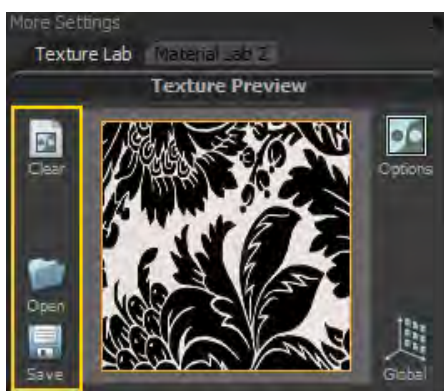 More Settings
Texture Lab Material Lab 2
Texture Preview
Clear
Options
Open
Save
Global